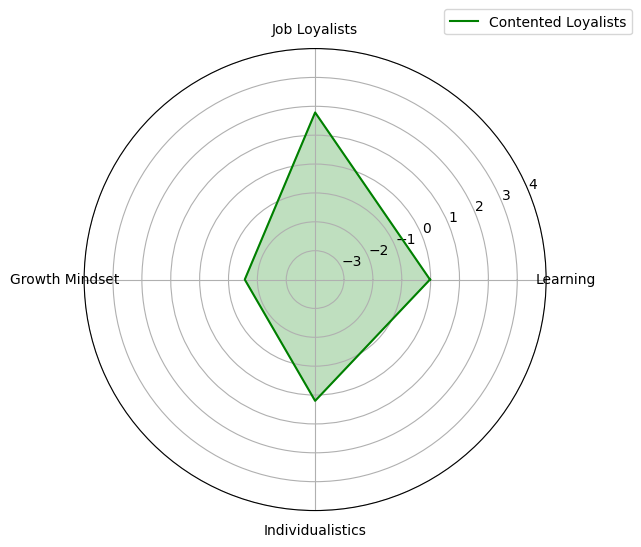 Contented Loyalists
Job Loyalists
4
3
2
1
0
−1
−2
−3
Growth Mindset
Learning
Individualistics